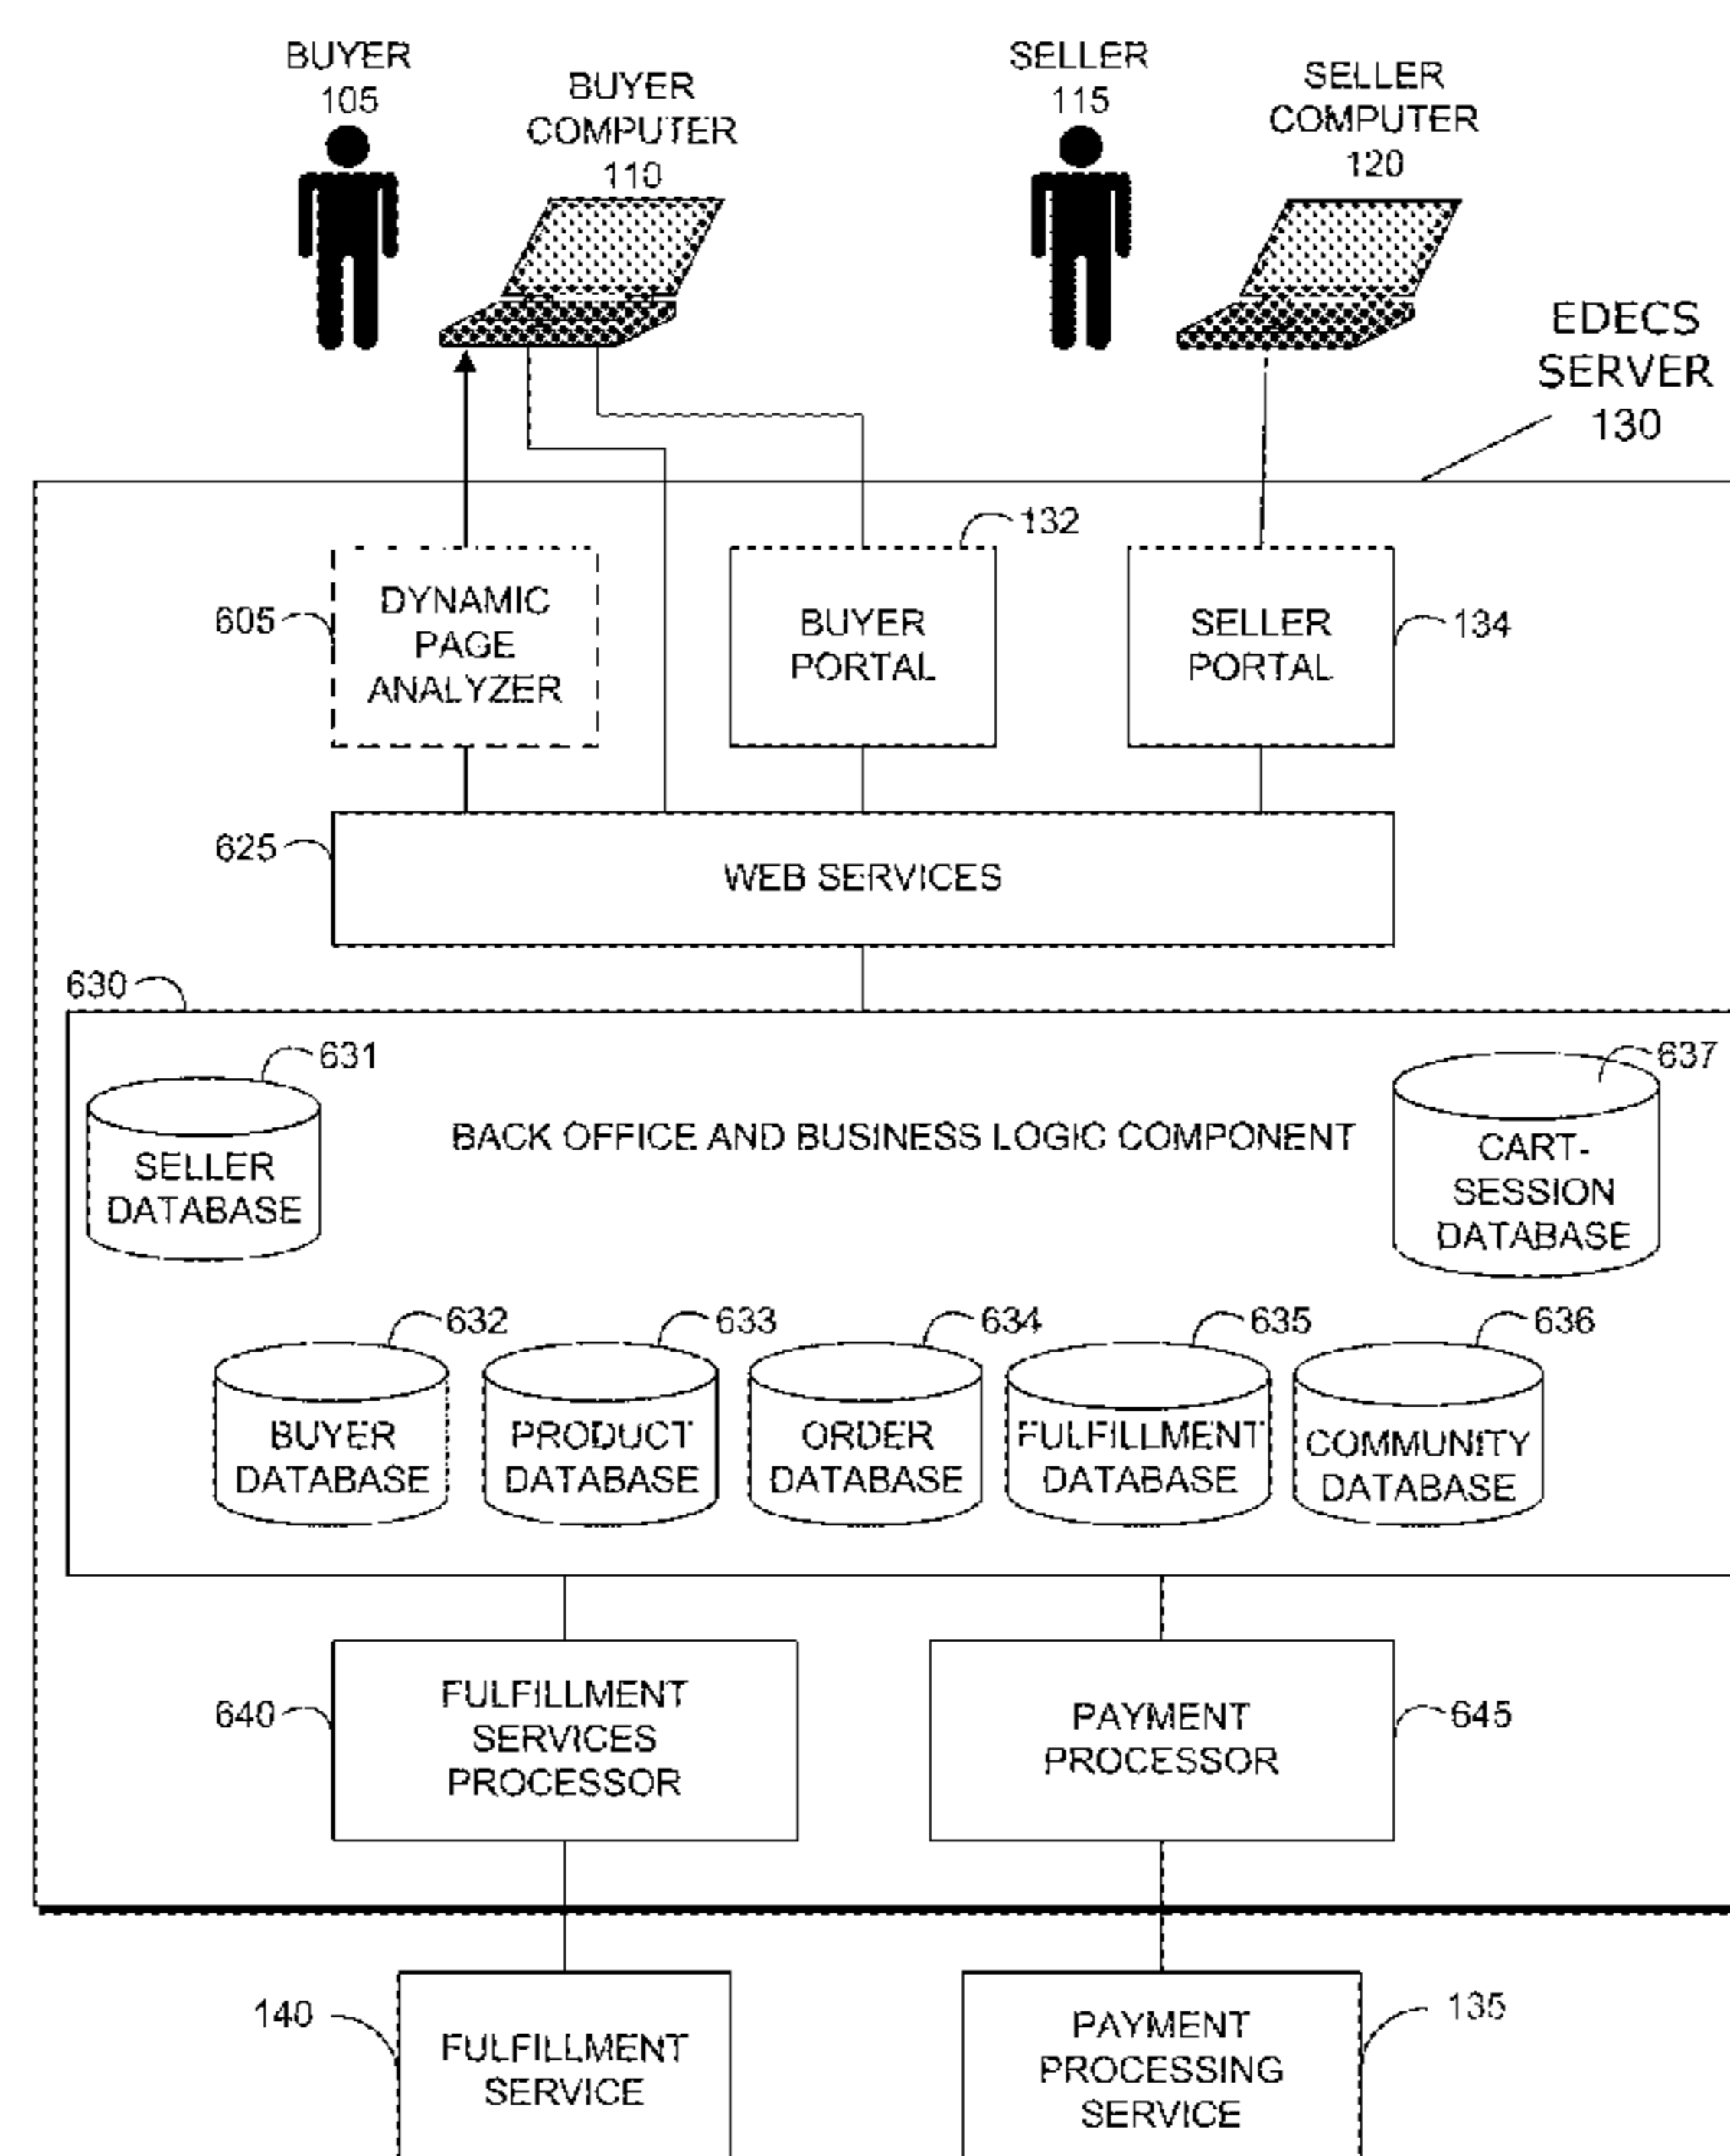 BUYER
105
BUYER
COMPUTER
110
SELLER
115
SELLER
COMPUTER
120
EDECS
SERVER
130
132
605
DYNAMIC
PAGE
ANALYZER
BUYER
PORTAL
SELLER
PORTAL
134
625
WEB SERVICES
630
631
637
SELLER
DATABASE
BACK OFFICE AND BUSINESS LOGIC COMPONENT
CART-
SESSION
DATABASE
632
633
634
635
636
BUYER
DATABASE
PRODUCT
DATABASE
ORDER
DATABASE
FULFILLMENT
DATABASE
COMMUNITY
DATABASE
640
FULFILLMENT
SERVICES
PROCESSOR
PAYMENT
PROCESSOR
645
140
FULFILLMENT
SERVICE
PAYMENT
PROCESSING
SERVICE
135